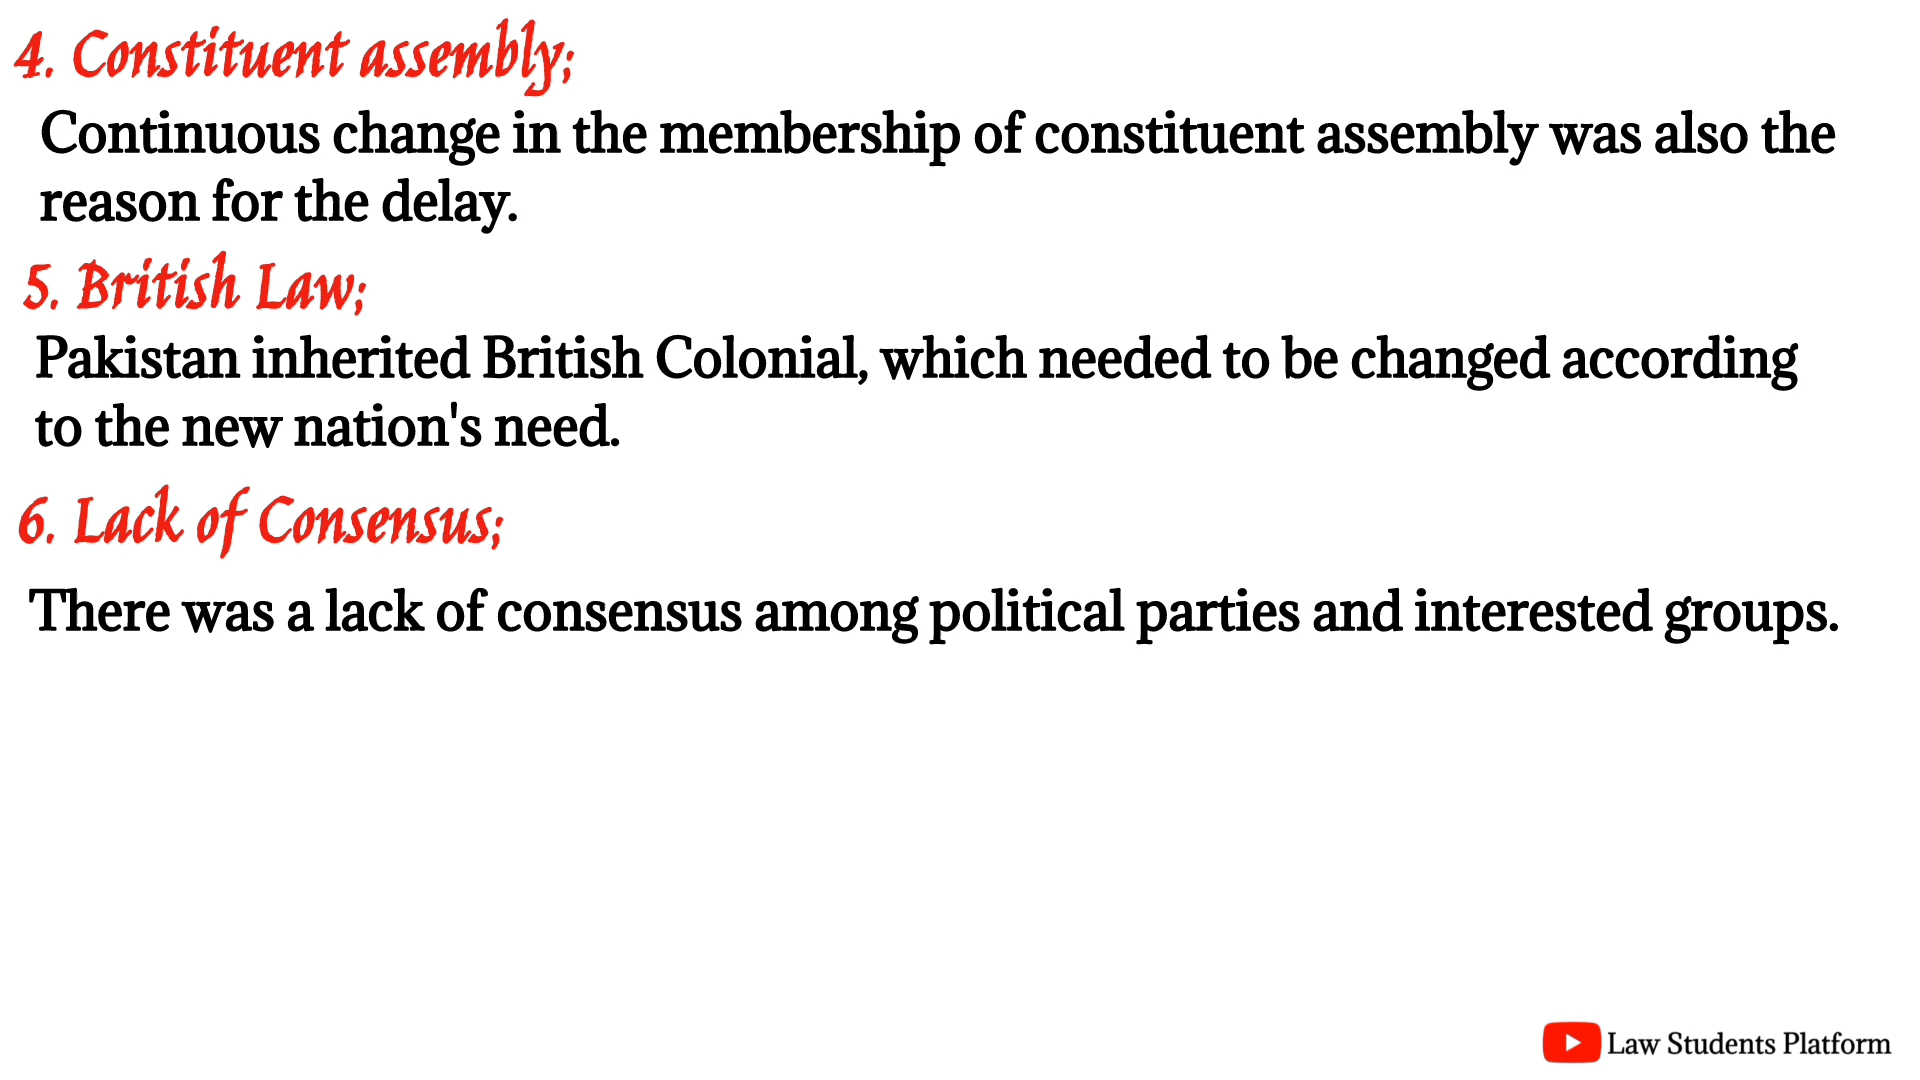 4. Constituent assembly;
Continuous change in the membership of constituent assembly was also the
reason for the delay.
5. British Law;
Pakistan inherited British Colonial, which needed to be changed according
to the new nation's need.
6. Lack of Consensus;
There was a lack of consensus among political parties and interested groups.
Law Students Platform